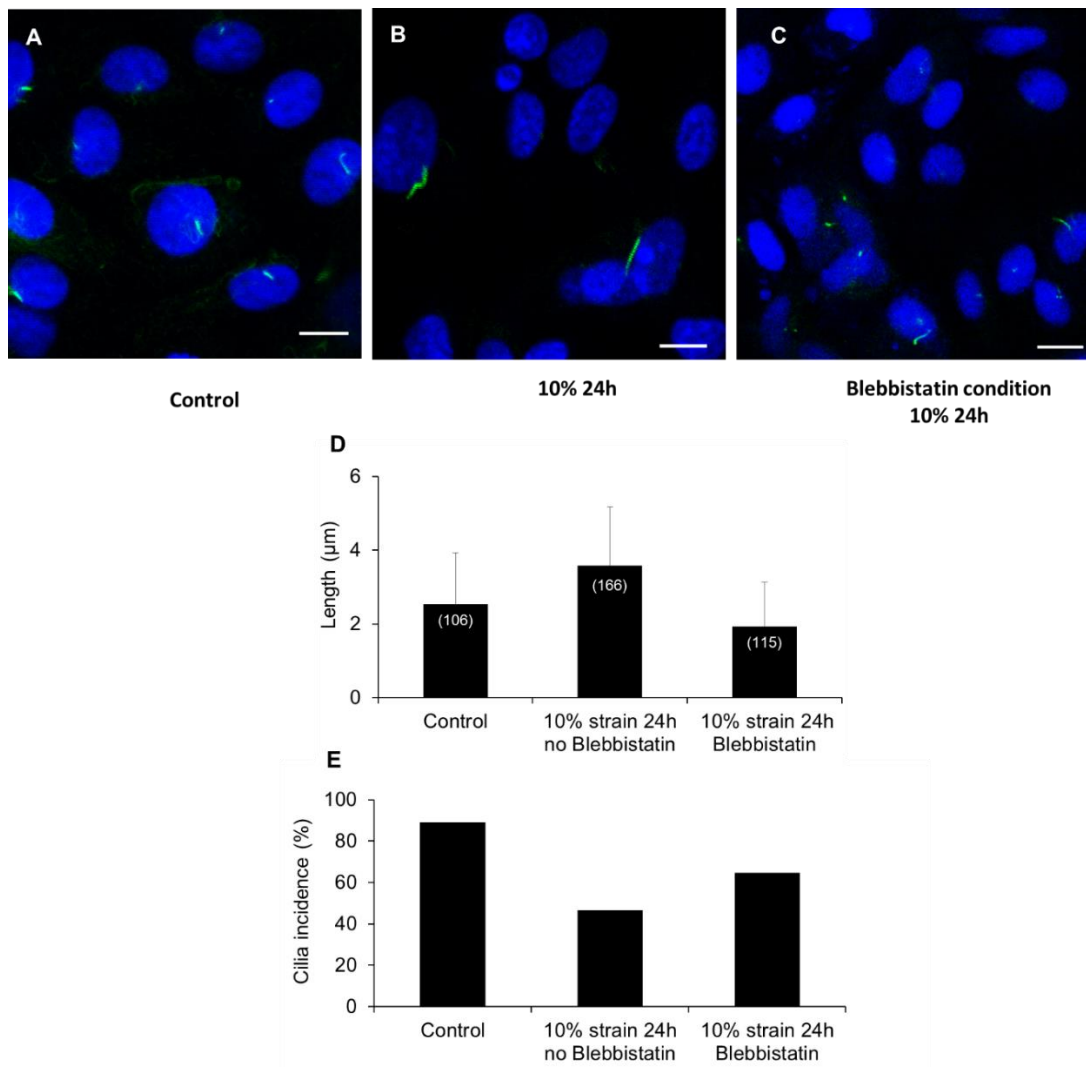 A
B
C
Control
10% 24h
Blebbistatin condition
10% 24h
D
6
4
2
0
Length (µm)
(106)
(166)
(115)
Control
10% strain 24h
no Blebbistatin
10% strain 24h
Blebbistatin
E
100
80
60
40
20
0
Cilia incidence (%)
Control
10% strain 24h
no Blebbistatin
10% strain 24h
Blebbistatin